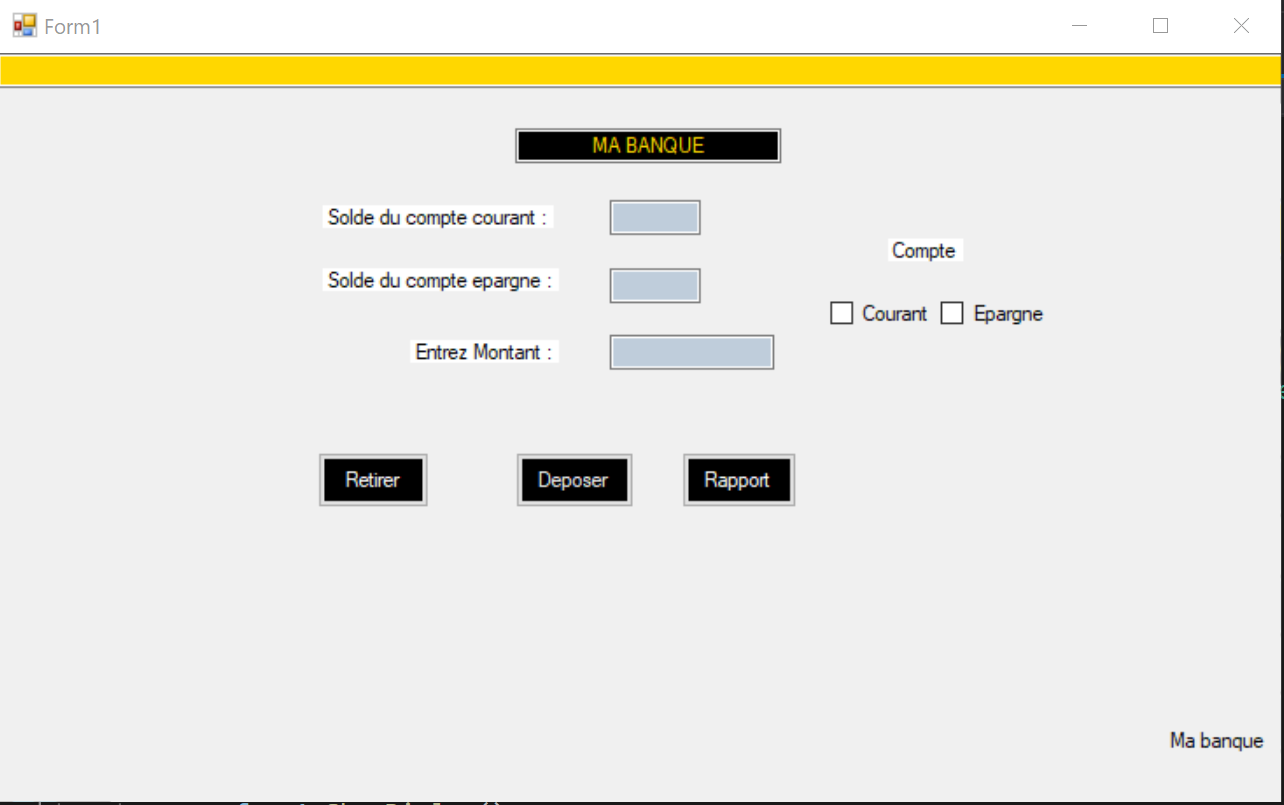 Form1
MA BANQUE
Solde du compte courant :
Compte
Solde du compte epargne :
Courant Epargne
Entrez Montant :
Retirer Deposer Rapport
Ma banque